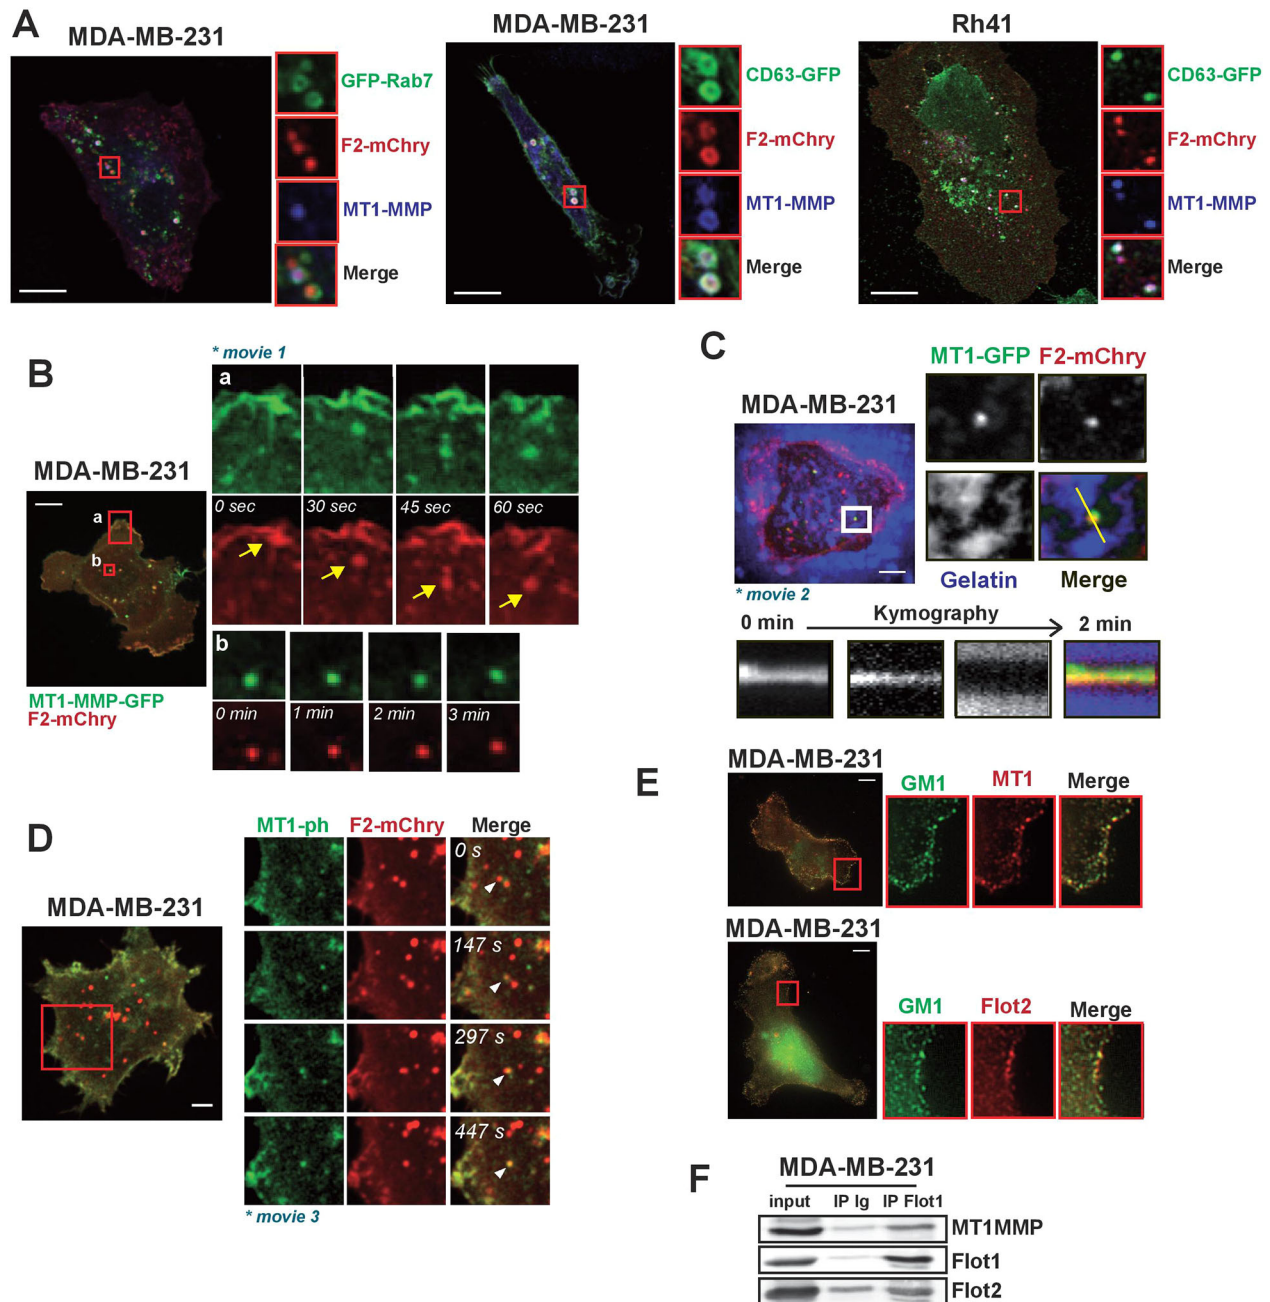 A
MDA-MB-231
GFP-Rab7
F2-mChry
MT1-MMP
Merge
MDA-MB-231
CD63-GFP
F2-mChry
MT1-MMP
Merge
Rh41
CD63-GFP
F2-mChry
MT1-MMP
Merge
B
* movie 1
MDA-MB-231
a
b
MT1-MMP-GFP
F2-mChry
a
0 sec
30 sec
45 sec
60 sec
b
0 min
1 min
2 min
3 min
C
MDA-MB-231
MT1-GFP
F2-mChry
Gelatin
Merge
* movie 2
0 min
Kymography
2 min
D
MDA-MB-231
MT1-ph
F2-mChry
Merge
0 s
147 s
297 s
447 s
* movie 3
E
MDA-MB-231
GM1
MT1
Merge
MDA-MB-231
GM1
Flot2
Merge
F
MDA-MB-231
input
IP Ig
IP Flot1
MT1MMP
Flot1
Flot2